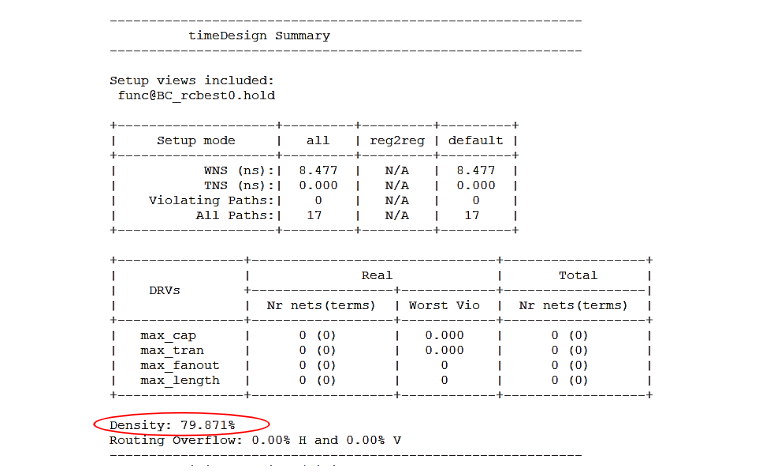 ------------------------------------------------------------
timeDesign Summary
------------------------------------------------------------
Setup views included:
func@BC_rcbest0.hold
+--------------------+---------+---------+---------+
| Setup mode | all | reg2reg | default |
+--------------------+---------+---------+---------+
| WNS (ns):| 8.477 | N/A | 8.477 |
| TNS (ns):| 0.000 | N/A | 0.000 |
| Violating Paths:| 0 | N/A | 0 |
| All Paths:| 17 | N/A | 17 |
+--------------------+---------+---------+---------+
+----------------+-------------------------------+------------------+
| | Real | Total |
| DRVs +------------------+------------+------------------|
| | Nr nets(terms) | Worst Vio | Nr nets(terms) |
+----------------+------------------+------------+------------------+
| max_cap | 0 (0) | 0.000 | 0 (0) |
| max_tran | 0 (0) | 0.000 | 0 (0) |
| max_fanout | 0 (0) | 0 | 0 (0) |
| max_length | 0 (0) | 0 | 0 (0) |
+----------------+------------------+------------+------------------+
Density: 79.871%
Routing Overflow: 0.00% H and 0.00% V
------------------------------------------------------------